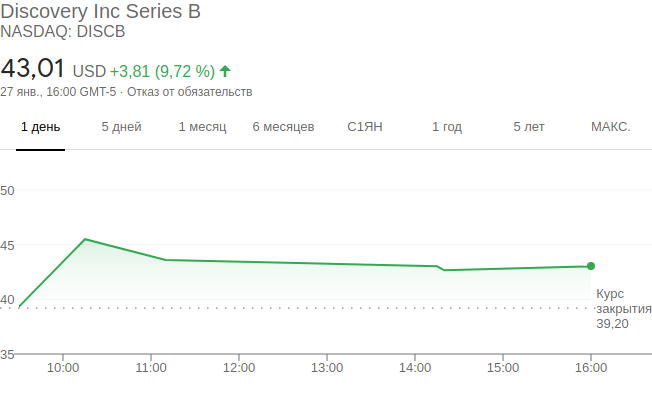 Discovery Inc Series B
NASDAQ: DISCB
43,01 USD +3,81 (9,72 %)
27 янв., 16:00 GMT-5 · Отказ от обязательств
1 день 5 дней 1 месяц 6 месяцев С1ЯН 1 год 5 лет МАКС.
50
45
40
Курс
закрытия
39,20
35
10:00 11:00 12:00 13:00 14:00 15:00 16:00